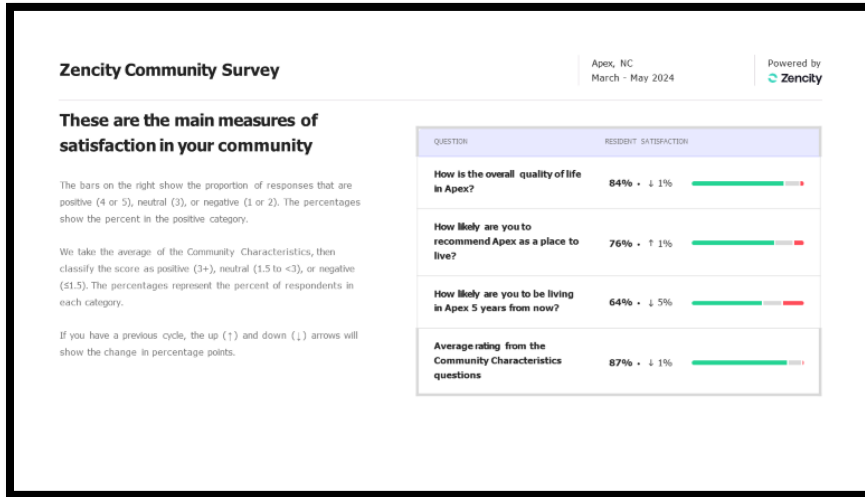 Zencity Community Survey
Apex, NC
March - May 2024
Powered by
Zencity
These are the main measures of
satisfaction in your community
The bars on the right show the proportion of responses that are
positive (4 or 5), neutral (3), or negative (1 or 2). The percentages
show the percent in the positive category.
We take the average of the Community Characteristics, then
classify the score as positive (3+), neutral (1.5 to <3), or negative
(≤1.5). The percentages represent the percent of respondents in
each category.
If you have a previous cycle, the up (↑) and down (↓) arrows will
show the change in percentage points.
QUESTION RESIDENT SATISFACTION
How is the overall quality of life
in Apex?
84% • ↓ 1%
How likely are you to
recommend Apex as a place to
live?
76% • ↑ 1%
How likely are you to be living
in Apex 5 years from now?
64% • ↓ 5%
Average rating from the
Community Characteristics
questions
87% • ↓ 1%